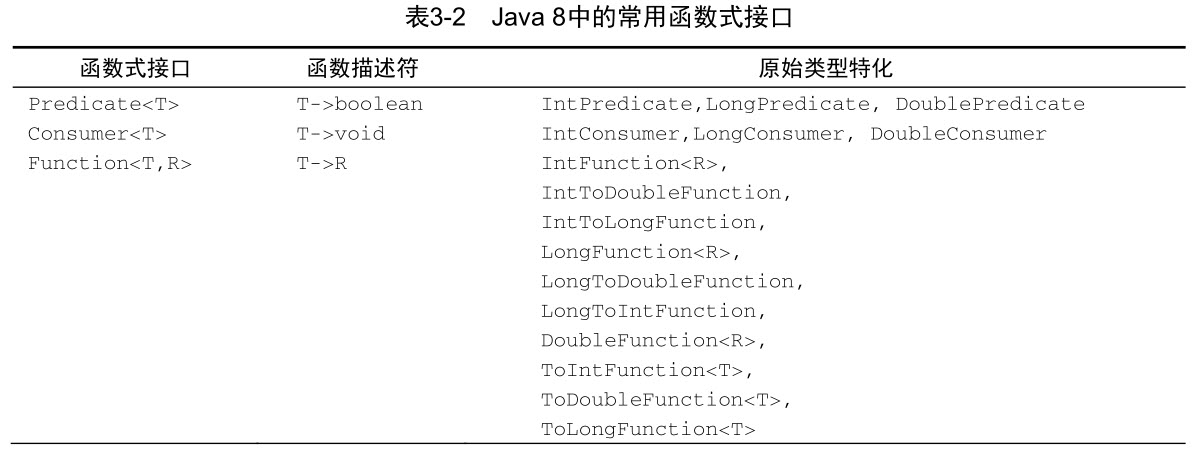 表3-2 Java 8中的常用函数式接口
函数式接口 函数描述符 原始类型特化
Predicate<T> T->boolean IntPredicate,LongPredicate, DoublePredicate
Consumer<T> T->void IntConsumer,LongConsumer, DoubleConsumer
Function<T,R> T->R IntFunction<R>,
IntToDoubleFunction,
IntToLongFunction,
LongFunction<R>,
LongToDoubleFunction,
LongToIntFunction,
DoubleFunction<R>,
ToIntFunction<T>,
ToDoubleFunction<T>,
ToLongFunction<T>